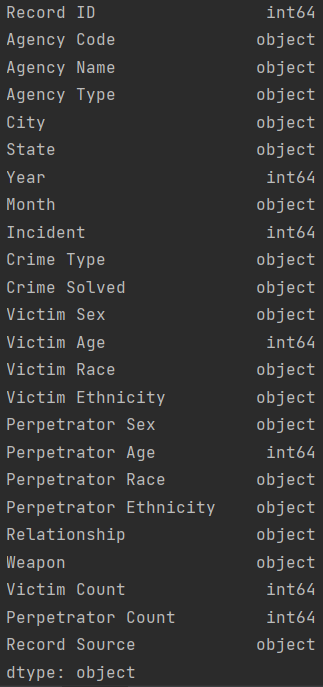 Record ID int64
Agency Code object
Agency Name object
Agency Type object
City object
State object
Year int64
Month object
Incident int64
Crime Type object
Crime Solved object
Victim Sex object
Victim Age int64
Victim Race object
Victim Ethnicity object
Perpetrator Sex object
Perpetrator Age int64
Perpetrator Race object
Perpetrator Ethnicity object
Relationship object
Weapon object
Victim Count int64
Perpetrator Count int64
Record Source object
dtype: object